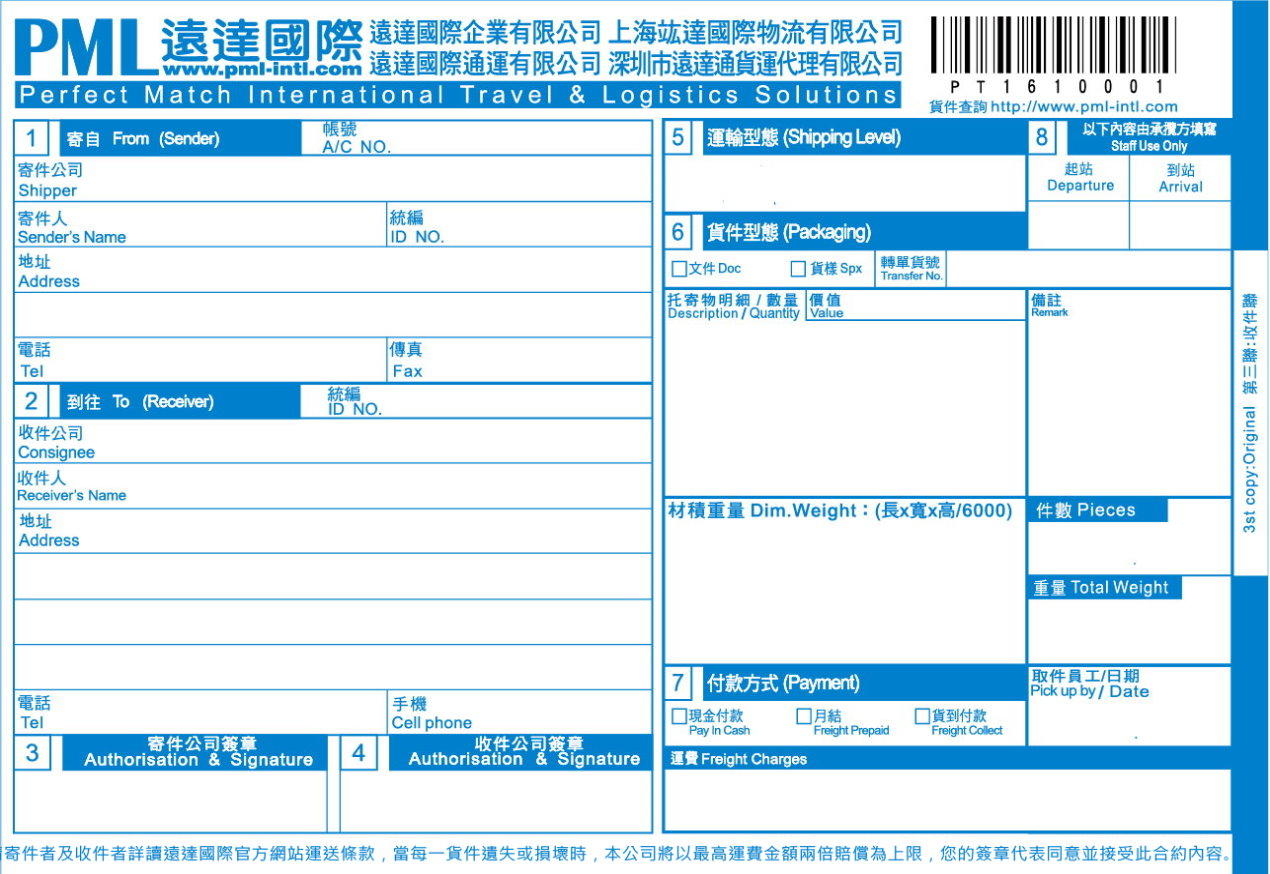 PML 遠達國際
www.pml-intl.com
遠達國際企業有限公司 上海竑達國際物流有限公司
遠達國際通運有限公司 深圳市遠達通貨運代理有限公司
Perfect Match International Travel & Logistics Solutions
PT1610001
貨件查詢 http://www.pml-intl.com
1 寄自 From (Sender)
帳號
A/C NO.
寄件公司
Shipper
寄件人
Sender's Name
統編
ID NO.
地址
Address
電話
Tel
傳真
Fax
2 到往 To (Receiver)
統編
ID NO.
收件公司
Consignee
收件人
Receiver's Name
地址
Address
電話
Tel
手機
Cell phone
3 寄件公司簽章
Authorisation & Signature
4 收件公司簽章
Authorisation & Signature
5 運輸型態 (Shipping Level)
6 貨件型態 (Packaging)
文件 Doc
貨樣 Spx
轉單貨號
Transfer No.
托寄物明細 / 數量
Description / Quantity
價值
Value
材積重量 Dim.Weight：(長x寬x高/6000)
7 付款方式 (Payment)
現金付款
Pay In Cash
月結
Freight Prepaid
貨到付款
Freight Collect
運費 Freight Charges
8 以下內容由承攬方填寫
Staff Use Only
起站
Departure
到站
Arrival
備註
Remark
件數 Pieces
重量 Total Weight
取件員工/日期
Pick up by / Date
3st copy:Original 第三聯:收件聯
寄件者及收件者詳讀遠達國際官方網站運送條款，當每一貨件遺失或損壞時，本公司將以最高運費金額兩倍賠償為上限，您的簽章代表同意並接受此合約內容。